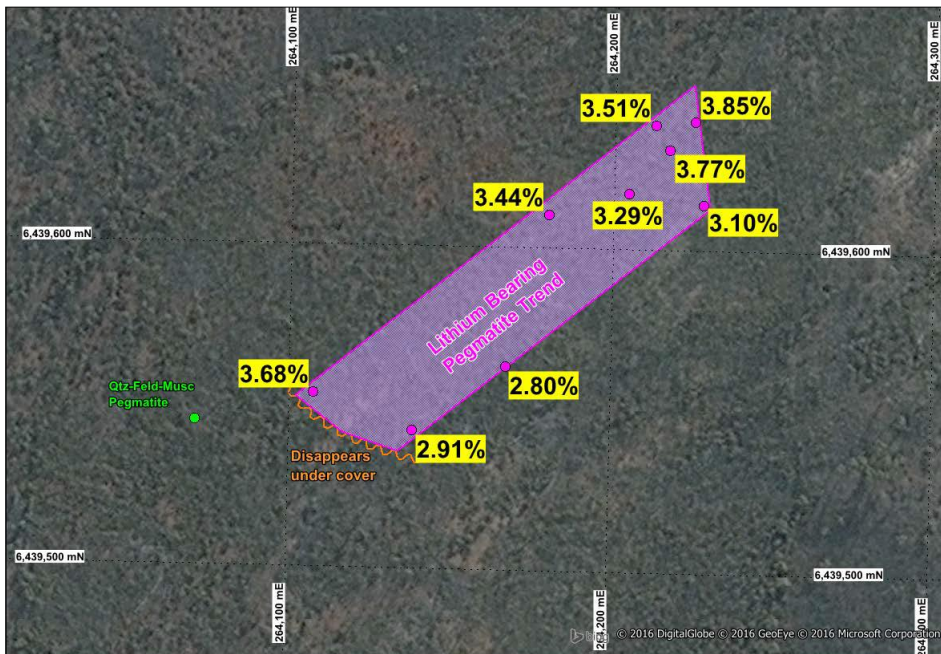 264,100 mE
264,200 mE
264,300 mE
3.51%
3.85%
3.77%
3.44%
3.29%
3.10%
6,439,600 mN
6,439,600 mN
Lithium Bearing
Pegmatite Trend
3.68%
2.80%
Qtz-Feld-Musc
Pegmatite
2.91%
Disappears
under cover
6,439,500 mN
6,439,500 mN
264,100 mE
264,200 mE
bing
© 2016 DigitalGlobe © 2016 GeoEye © 2016 Microsoft Corporation